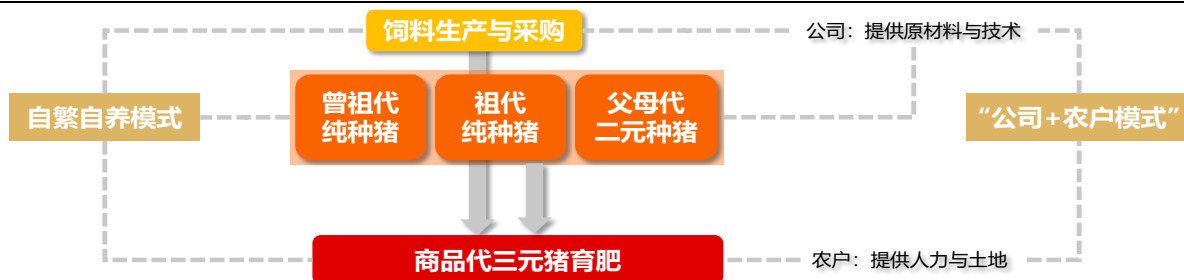 饲料生产与采购
公司：提供原材料与技术
自繁自养模式
曾祖代
纯种猪
祖代
纯种猪
父母代
二元种猪
“公司+农户模式”
商品代三元猪育肥
农户：提供人力与土地